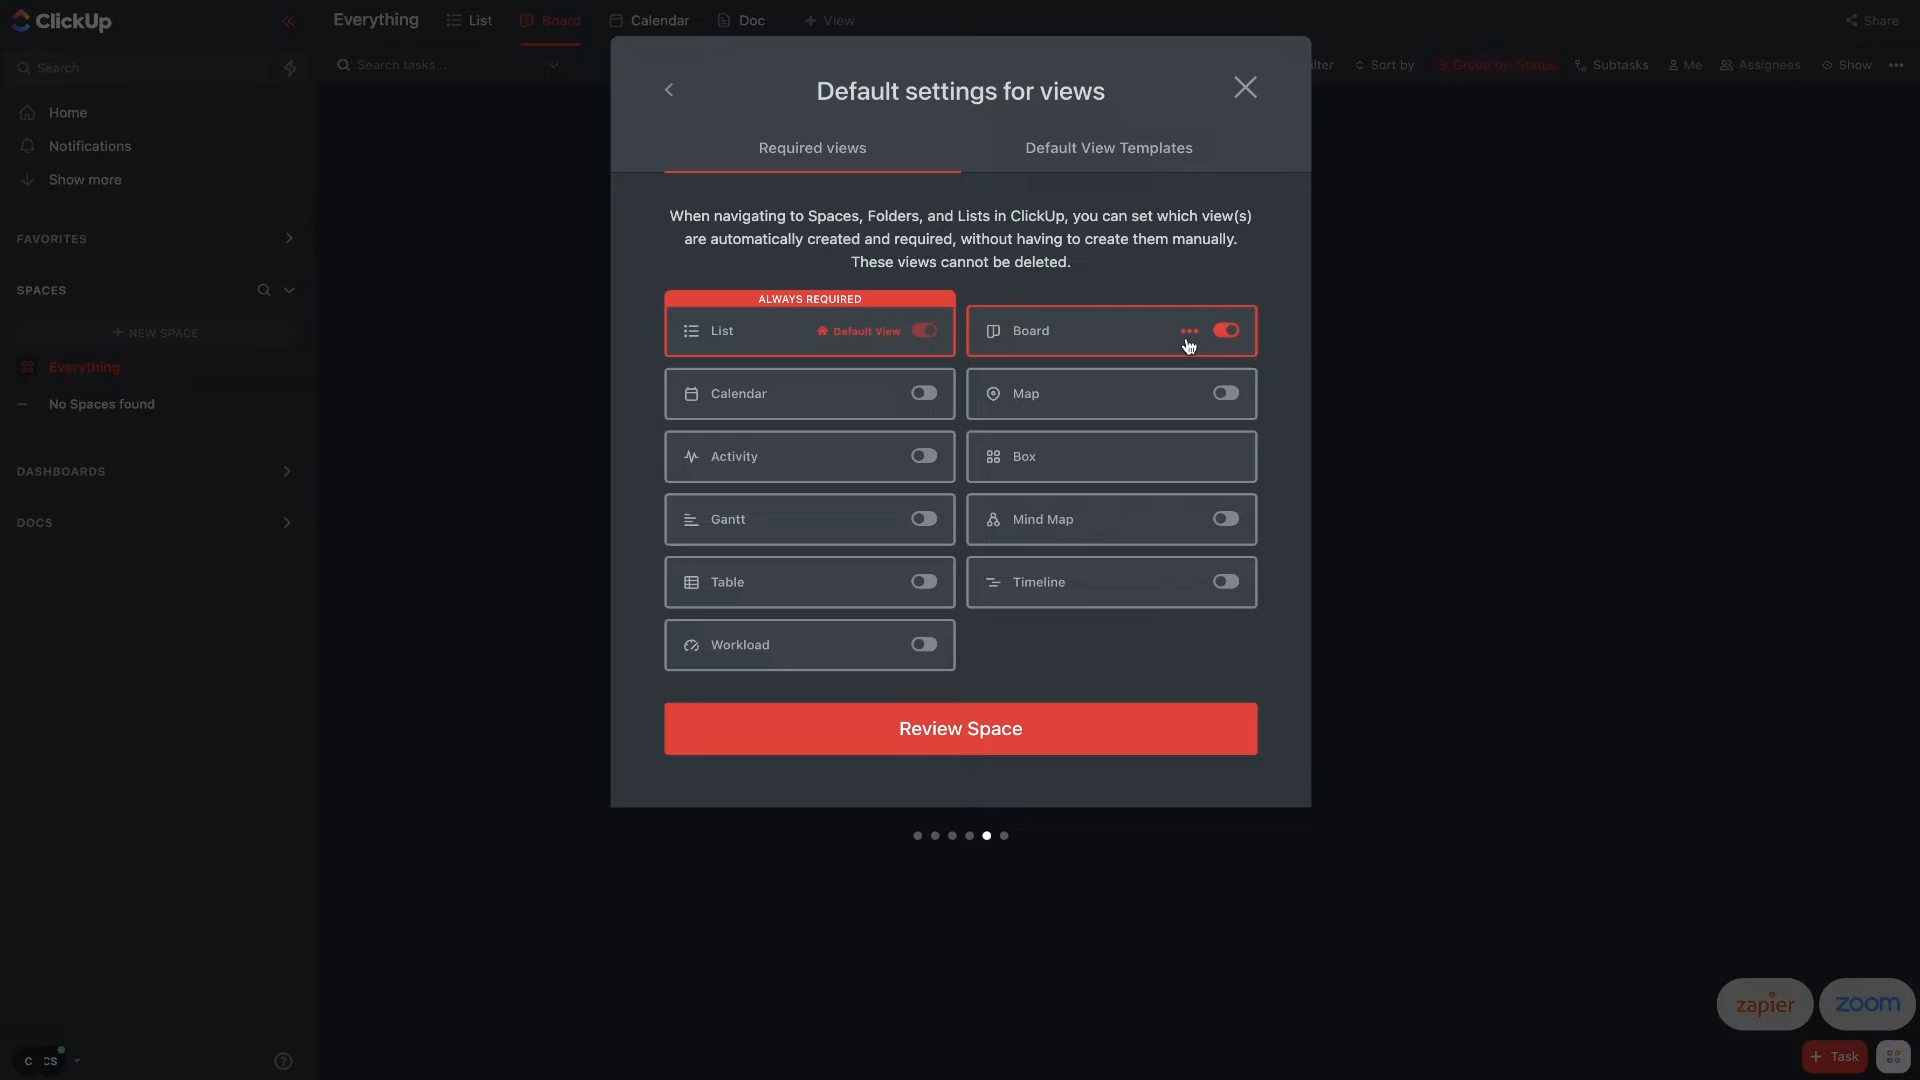 ClickUp
Everything
List
Board
Calendar
Doc
+ View
Share
Search
Search tasks...
ilter
Sort by
Group by: Status
Subtasks
Me
Assignees
Show
Home
Notifications
Show more
FAVORITES
SPACES
+ NEW SPACE
Everything
No Spaces found
DASHBOARDS
DOCS
Default settings for views
Required views
Default View Templates
When navigating to Spaces, Folders, and Lists in ClickUp, you can set which view(s)
are automatically created and required, without having to create them manually.
These views cannot be deleted.
ALWAYS REQUIRED
List
Default View
Board
Calendar
Map
Activity
Box
Gantt
Mind Map
Table
Timeline
Workload
Review Space
zapier
zoom
C
CS
+ Task